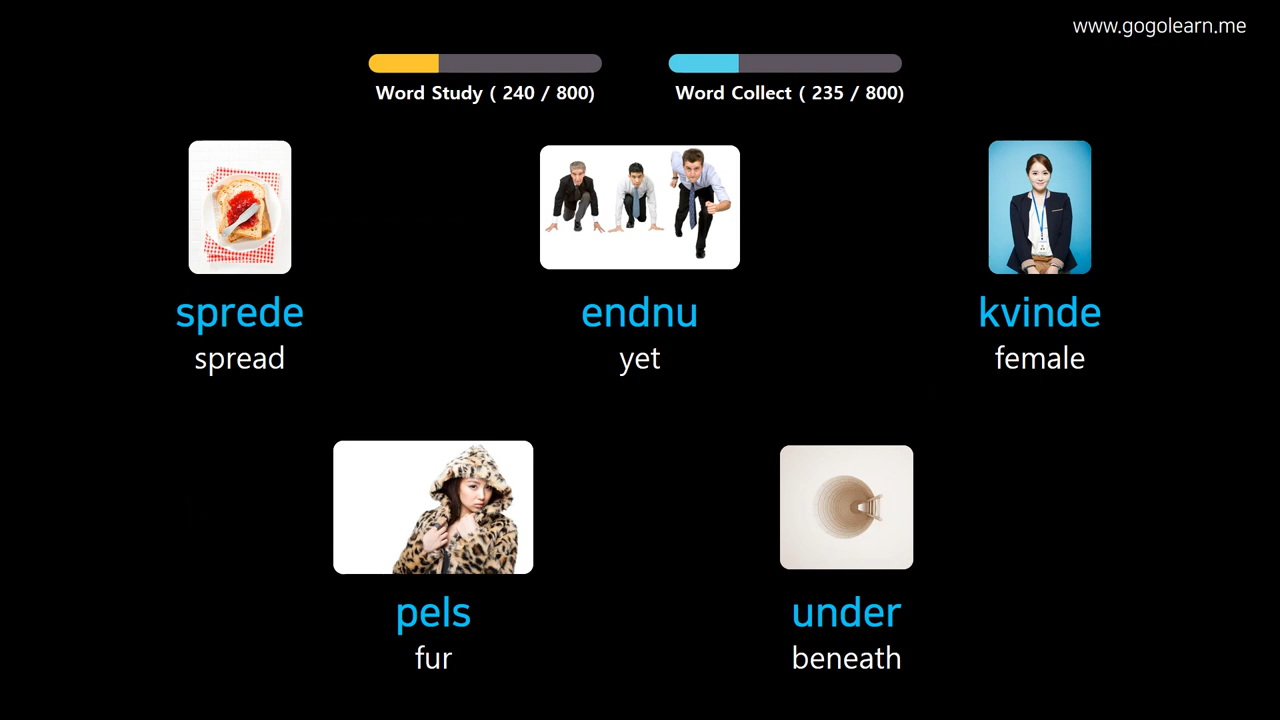 www.gogolearn.me
Word Study ( 240 / 800)
Word Collect ( 235 / 800)
sprede
spread
endnu
yet
kvinde
female
pels
fur
under
beneath